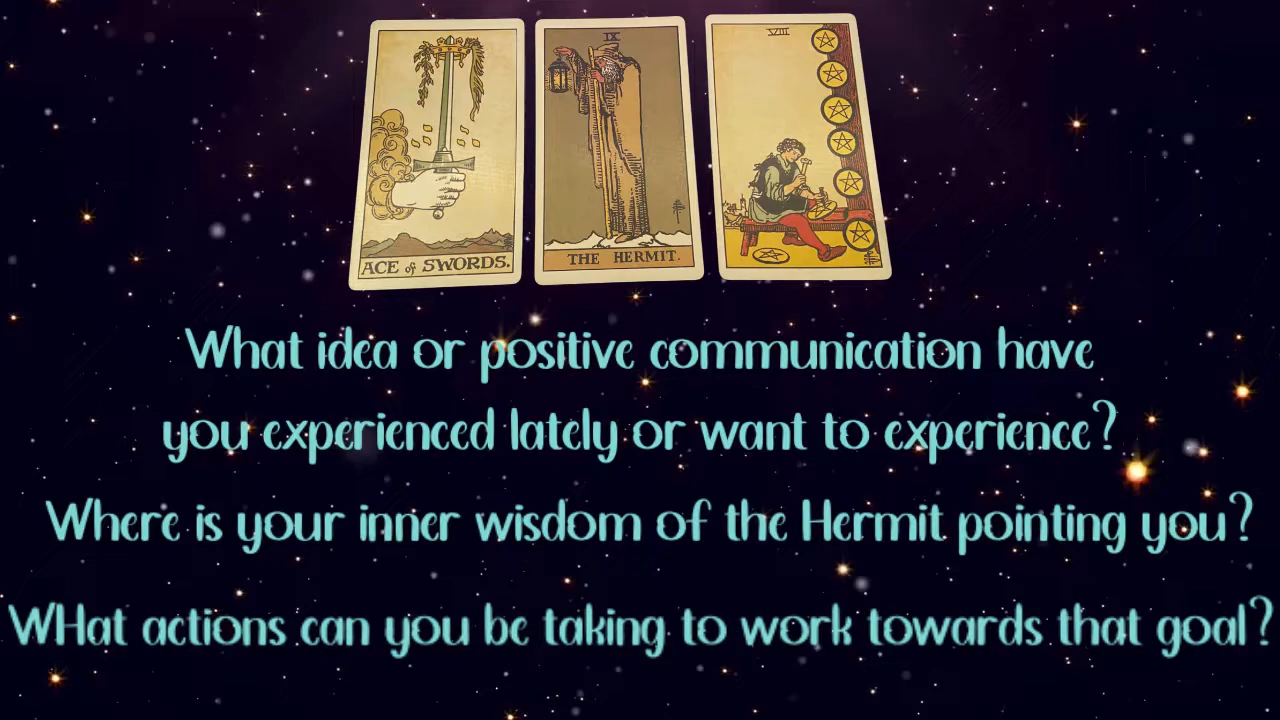 ACE of SWORDS.
IX
THE HERMIT.
VIII
What idea or positive communication have
you experienced lately or want to experience?
Where is your inner wisdom of the Hermit pointing you?
WHat actions can you be taking to work towards that goal?